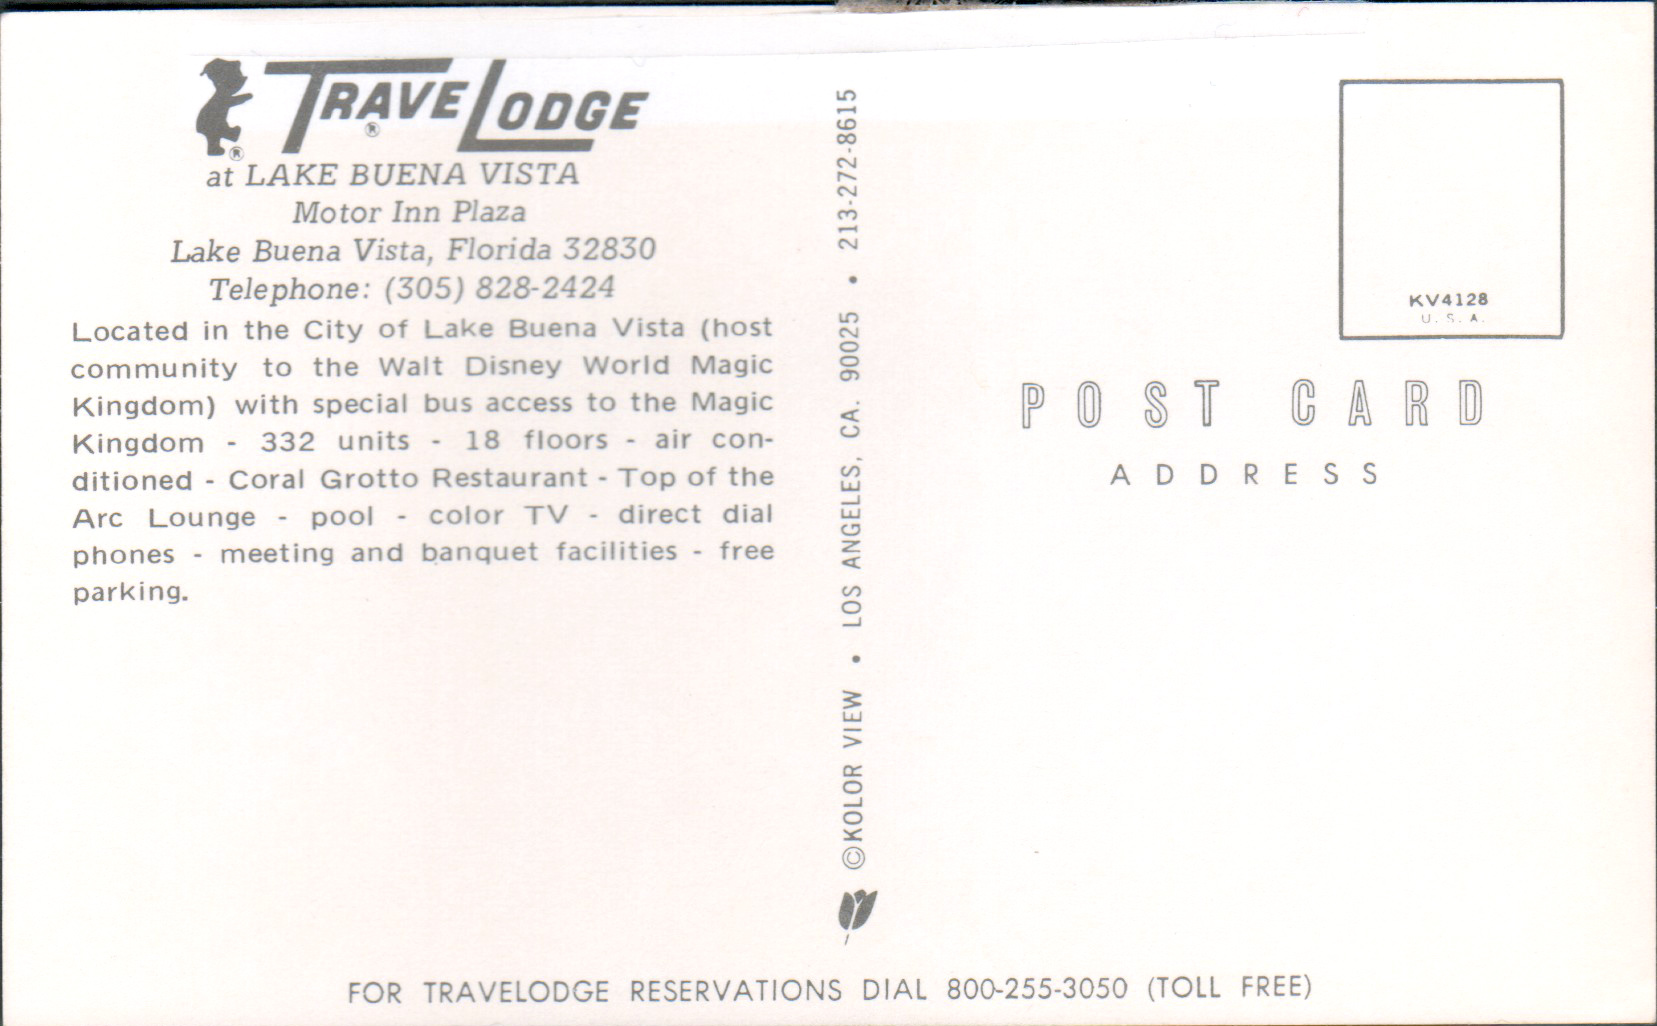 TRAVELODGE
®
®
at LAKE BUENA VISTA
Motor Inn Plaza
Lake Buena Vista, Florida 32830
Telephone: (305) 828-2424
Located in the City of Lake Buena Vista (host
community to the Walt Disney World Magic
Kingdom) with special bus access to the Magic
Kingdom - 332 units - 18 floors - air con-
ditioned - Coral Grotto Restaurant - Top of the
Arc Lounge - pool - color TV - direct dial
phones - meeting and banquet facilities - free
parking.
©KOLOR VIEW • LOS ANGELES, CA. 90025 • 213-272-8615
KV4128
U. S. A.
POST CARD
ADDRESS
FOR TRAVELODGE RESERVATIONS DIAL 800-255-3050 (TOLL FREE)